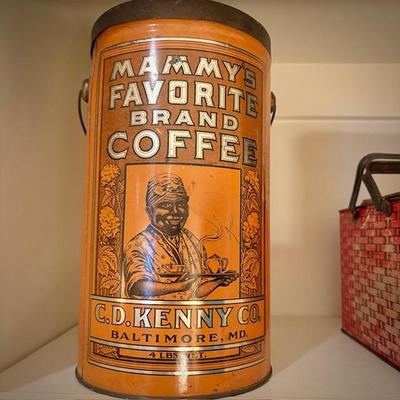 MAMMY'S
FAVORITE
BRAND
COFFEE
C.D. KENNY CO.
BALTIMORE, MD.
4 LBS. NET.